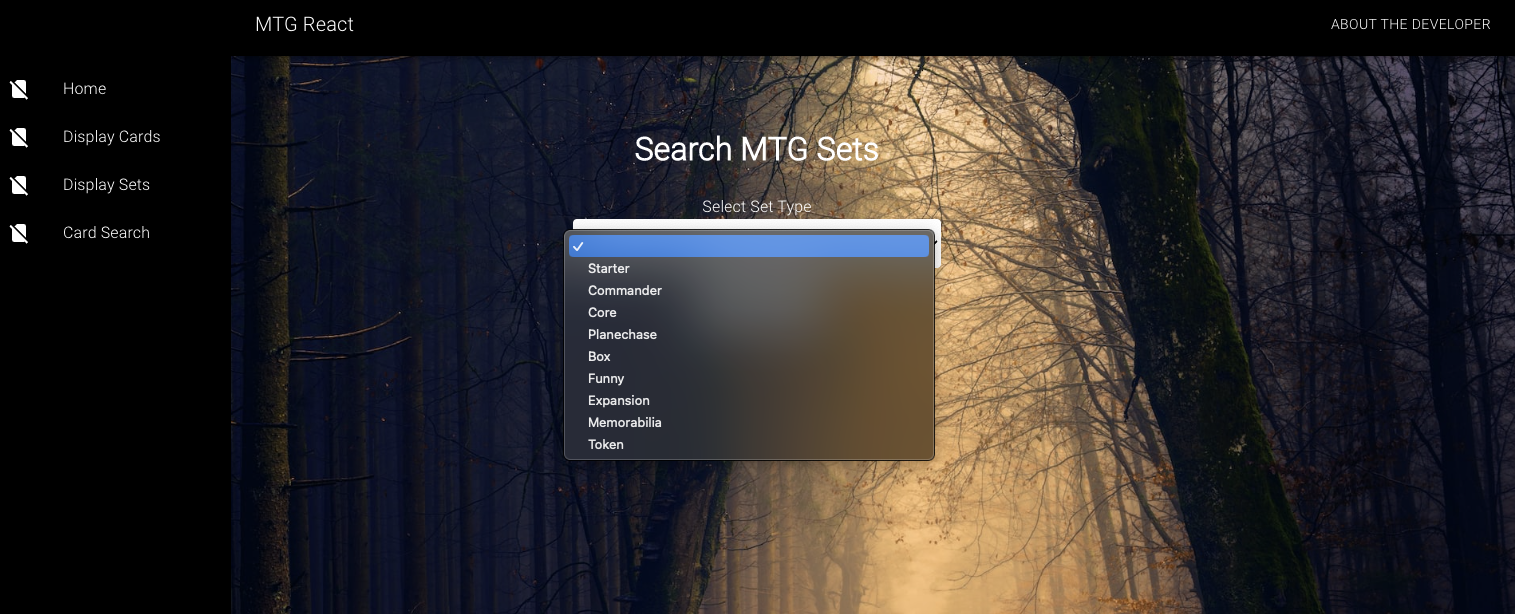 MTG React
ABOUT THE DEVELOPER
Home
Display Cards
Display Sets
Card Search
Search MTG Sets
Select Set Type
Starter
Commander
Core
Planechase
Box
Funny
Expansion
Memorabilia
Token